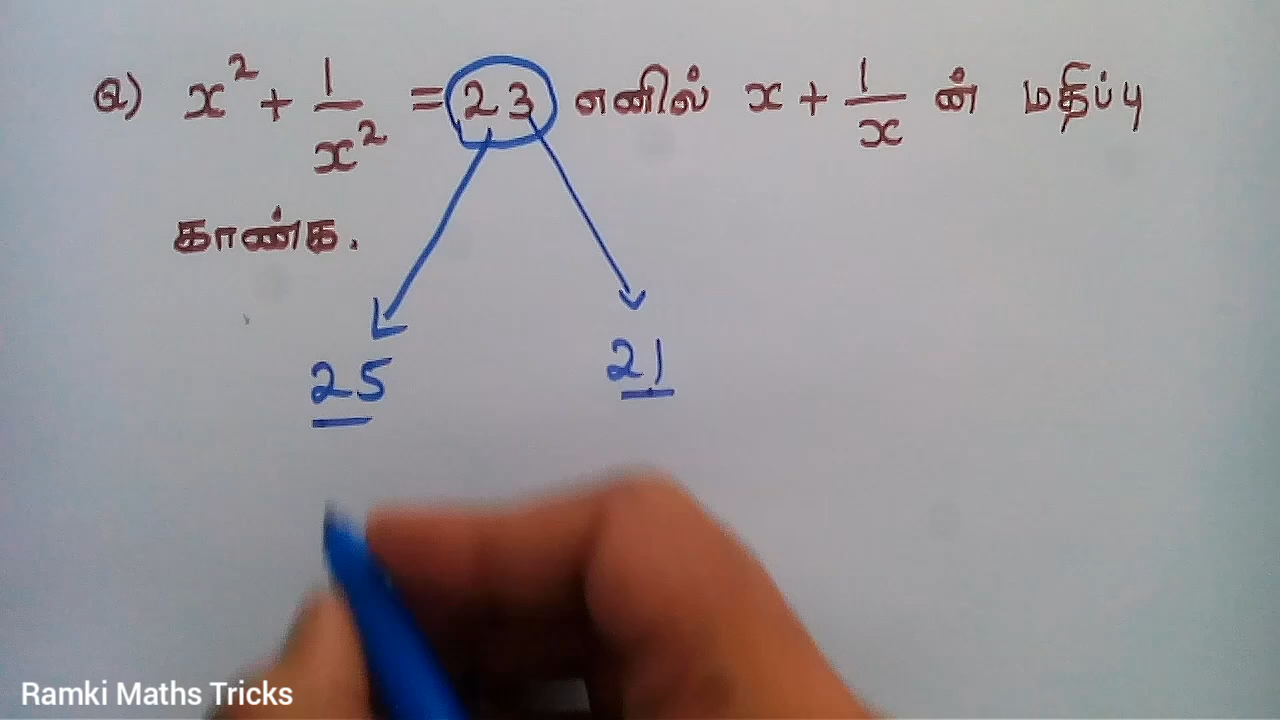 Q) x² + 1/x² = 23 எனில் x + 1/x ன் மதிப்பு
காண்க.
25 21
Ramki Maths Tricks